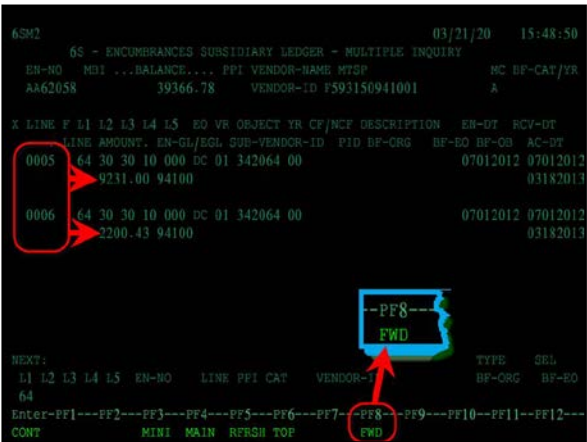 6SM2 03/21/20 15:48:50
6S - ENCUMBRANCES SUBSIDIARY LEDGER - MULTIPLE INQUIRY
EN-NO MBI ...BALANCE.... PPI VENDOR-NAME MTSP MC BF-CAT/YR
AA62058 39366.78 VENDOR-ID F593150941001 A
X LINE F L1 L2 L3 L4 L5 EO VR OBJECT YR CF/NCF DESCRIPTION EN-DT RCV-DT
LINE AMOUNT. EN-GL/EGL SUB-VENDOR-ID PID BF-ORG BF-EO BF-OB AC-DT
0005 64 30 30 10 000 DC 01 342064 00 07012012 07012012
9231.00 94100 03182013
0006 64 30 30 10 000 DC 01 342064 00 07012012 07012012
2200.43 94100 03182013
--PF8---
FWD
NEXT: TYPE SEL
L1 L2 L3 L4 L5 EN-NO LINE PPI CAT VENDOR-I BF-ORG BF-EO
64
Enter-PF1---PF2---PF3---PF4---PF5---PF6---PF7---PF8---PF9---PF10--PF11--PF12---
CONT MINI MAIN RFRSH TOP FWD